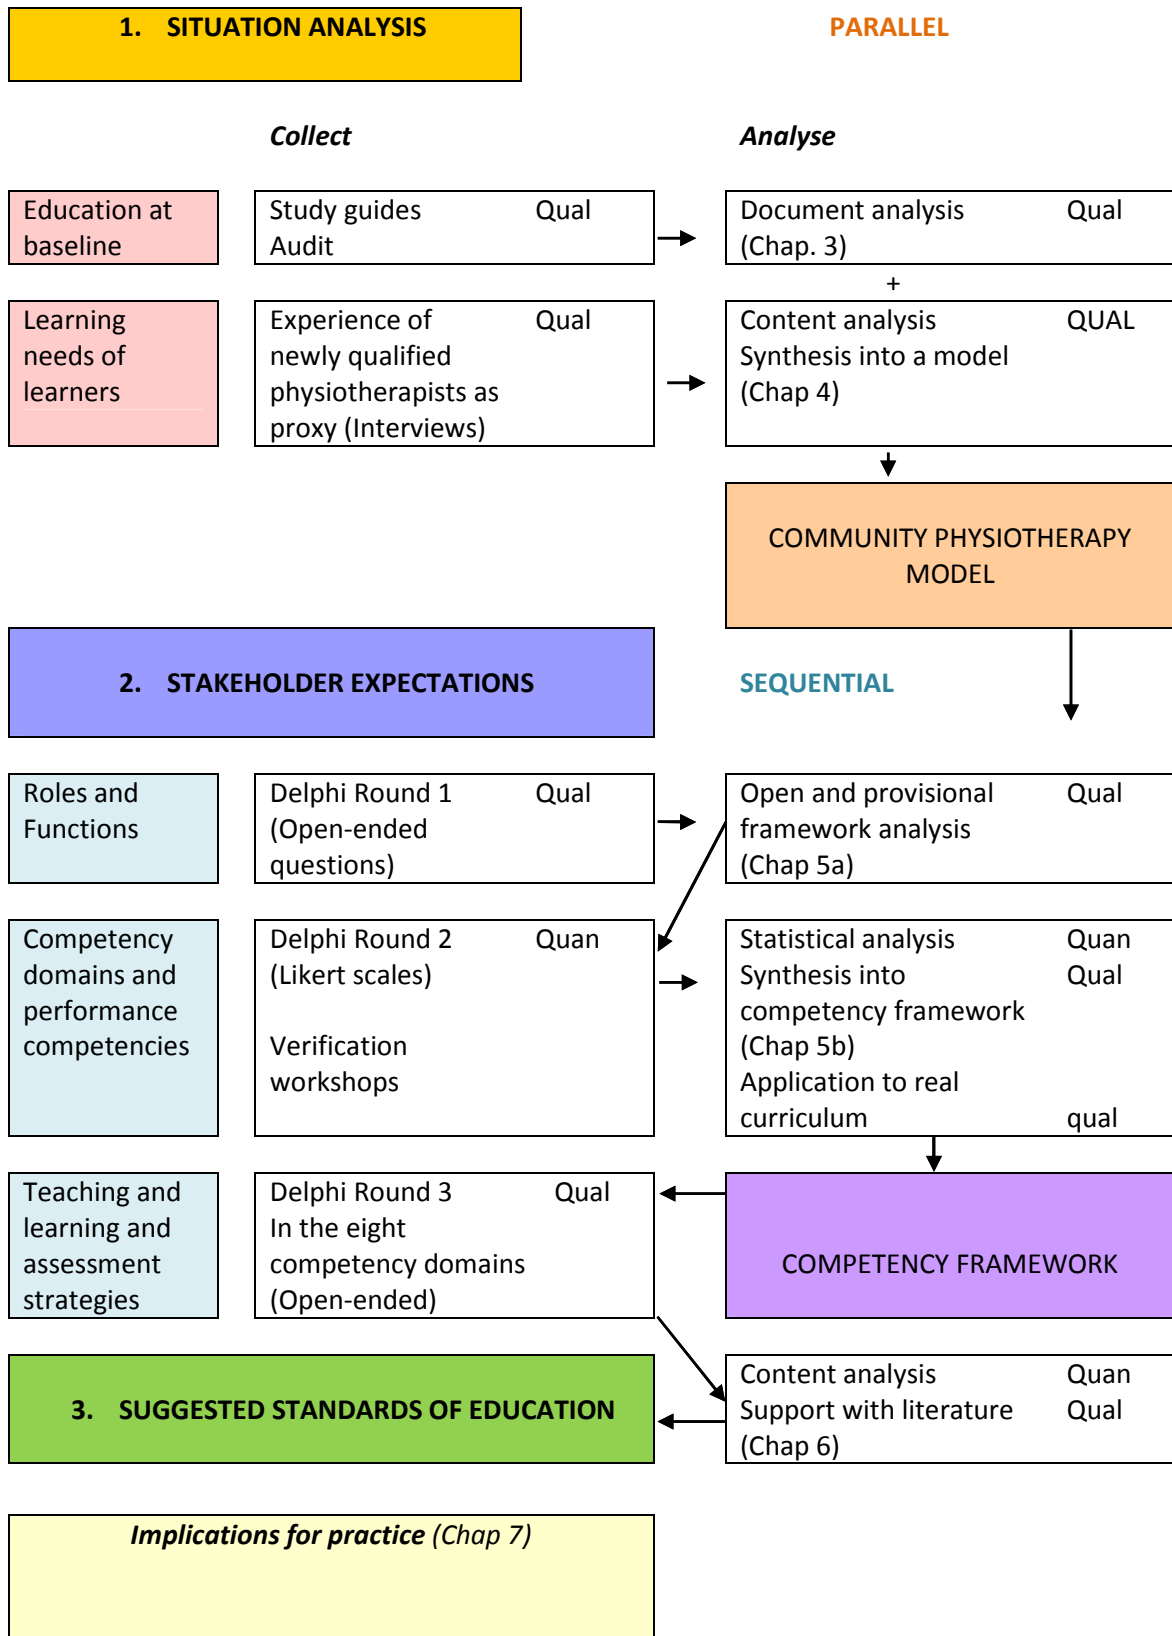 1. SITUATION ANALYSIS
PARALLEL
Collect
Analyse
Education at
baseline
Study guides Qual
Audit
Document analysis Qual
(Chap. 3)
+
Learning
needs of
learners
Experience of Qual
newly qualified
physiotherapists as
proxy (Interviews)
Content analysis QUAL
Synthesis into a model
(Chap 4)
COMMUNITY PHYSIOTHERAPY
MODEL
2. STAKEHOLDER EXPECTATIONS
SEQUENTIAL
Roles and
Functions
Delphi Round 1 Qual
(Open-ended
questions)
Open and provisional Qual
framework analysis
(Chap 5a)
Competency
domains and
performance
competencies
Delphi Round 2 Quan
(Likert scales)
Verification
workshops
Statistical analysis Quan
Synthesis into Qual
competency framework
(Chap 5b)
Application to real
curriculum qual
Teaching and
learning and
assessment
strategies
Delphi Round 3 Qual
In the eight
competency domains
(Open-ended)
COMPETENCY FRAMEWORK
3. SUGGESTED STANDARDS OF EDUCATION
Content analysis Quan
Support with literature Qual
(Chap 6)
Implications for practice (Chap 7)